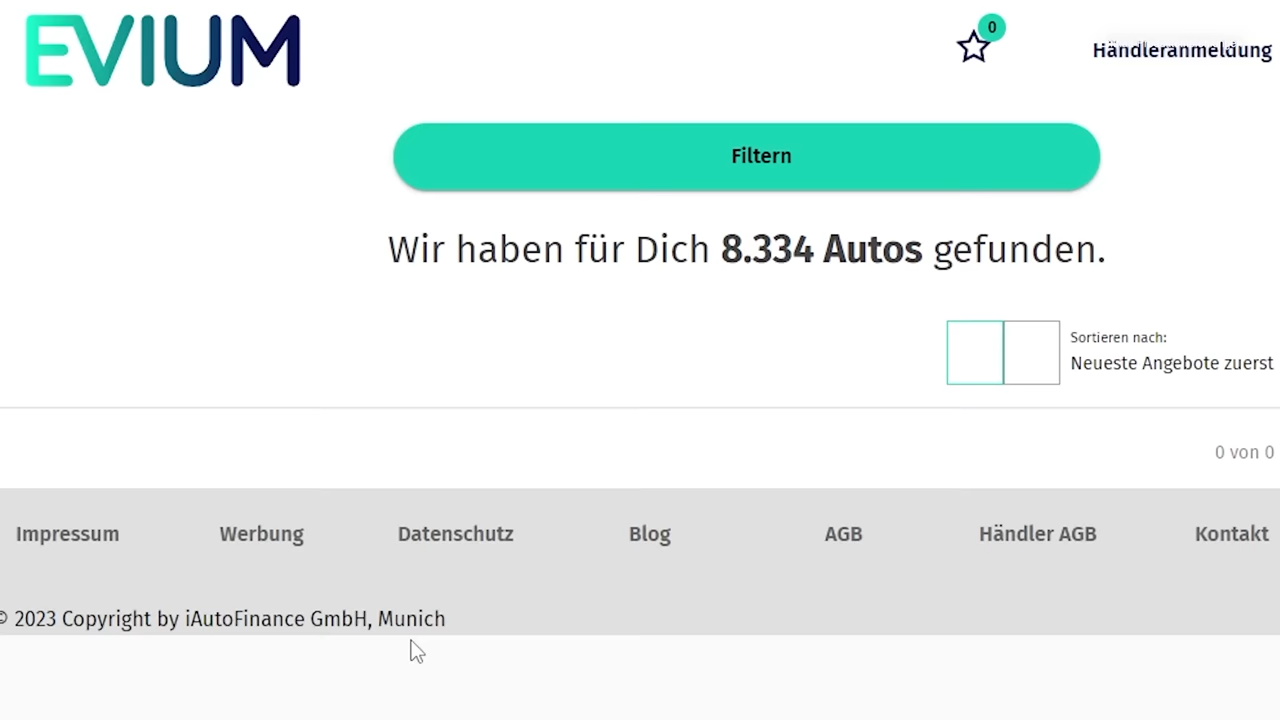 EVIUM
0
Händleranmeldung
Filtern
Wir haben für Dich 8.334 Autos gefunden.
Sortieren nach:
Neueste Angebote zuerst
0 von 0
Impressum Werbung Datenschutz Blog AGB Händler AGB Kontakt
© 2023 Copyright by iAutoFinance GmbH, Munich